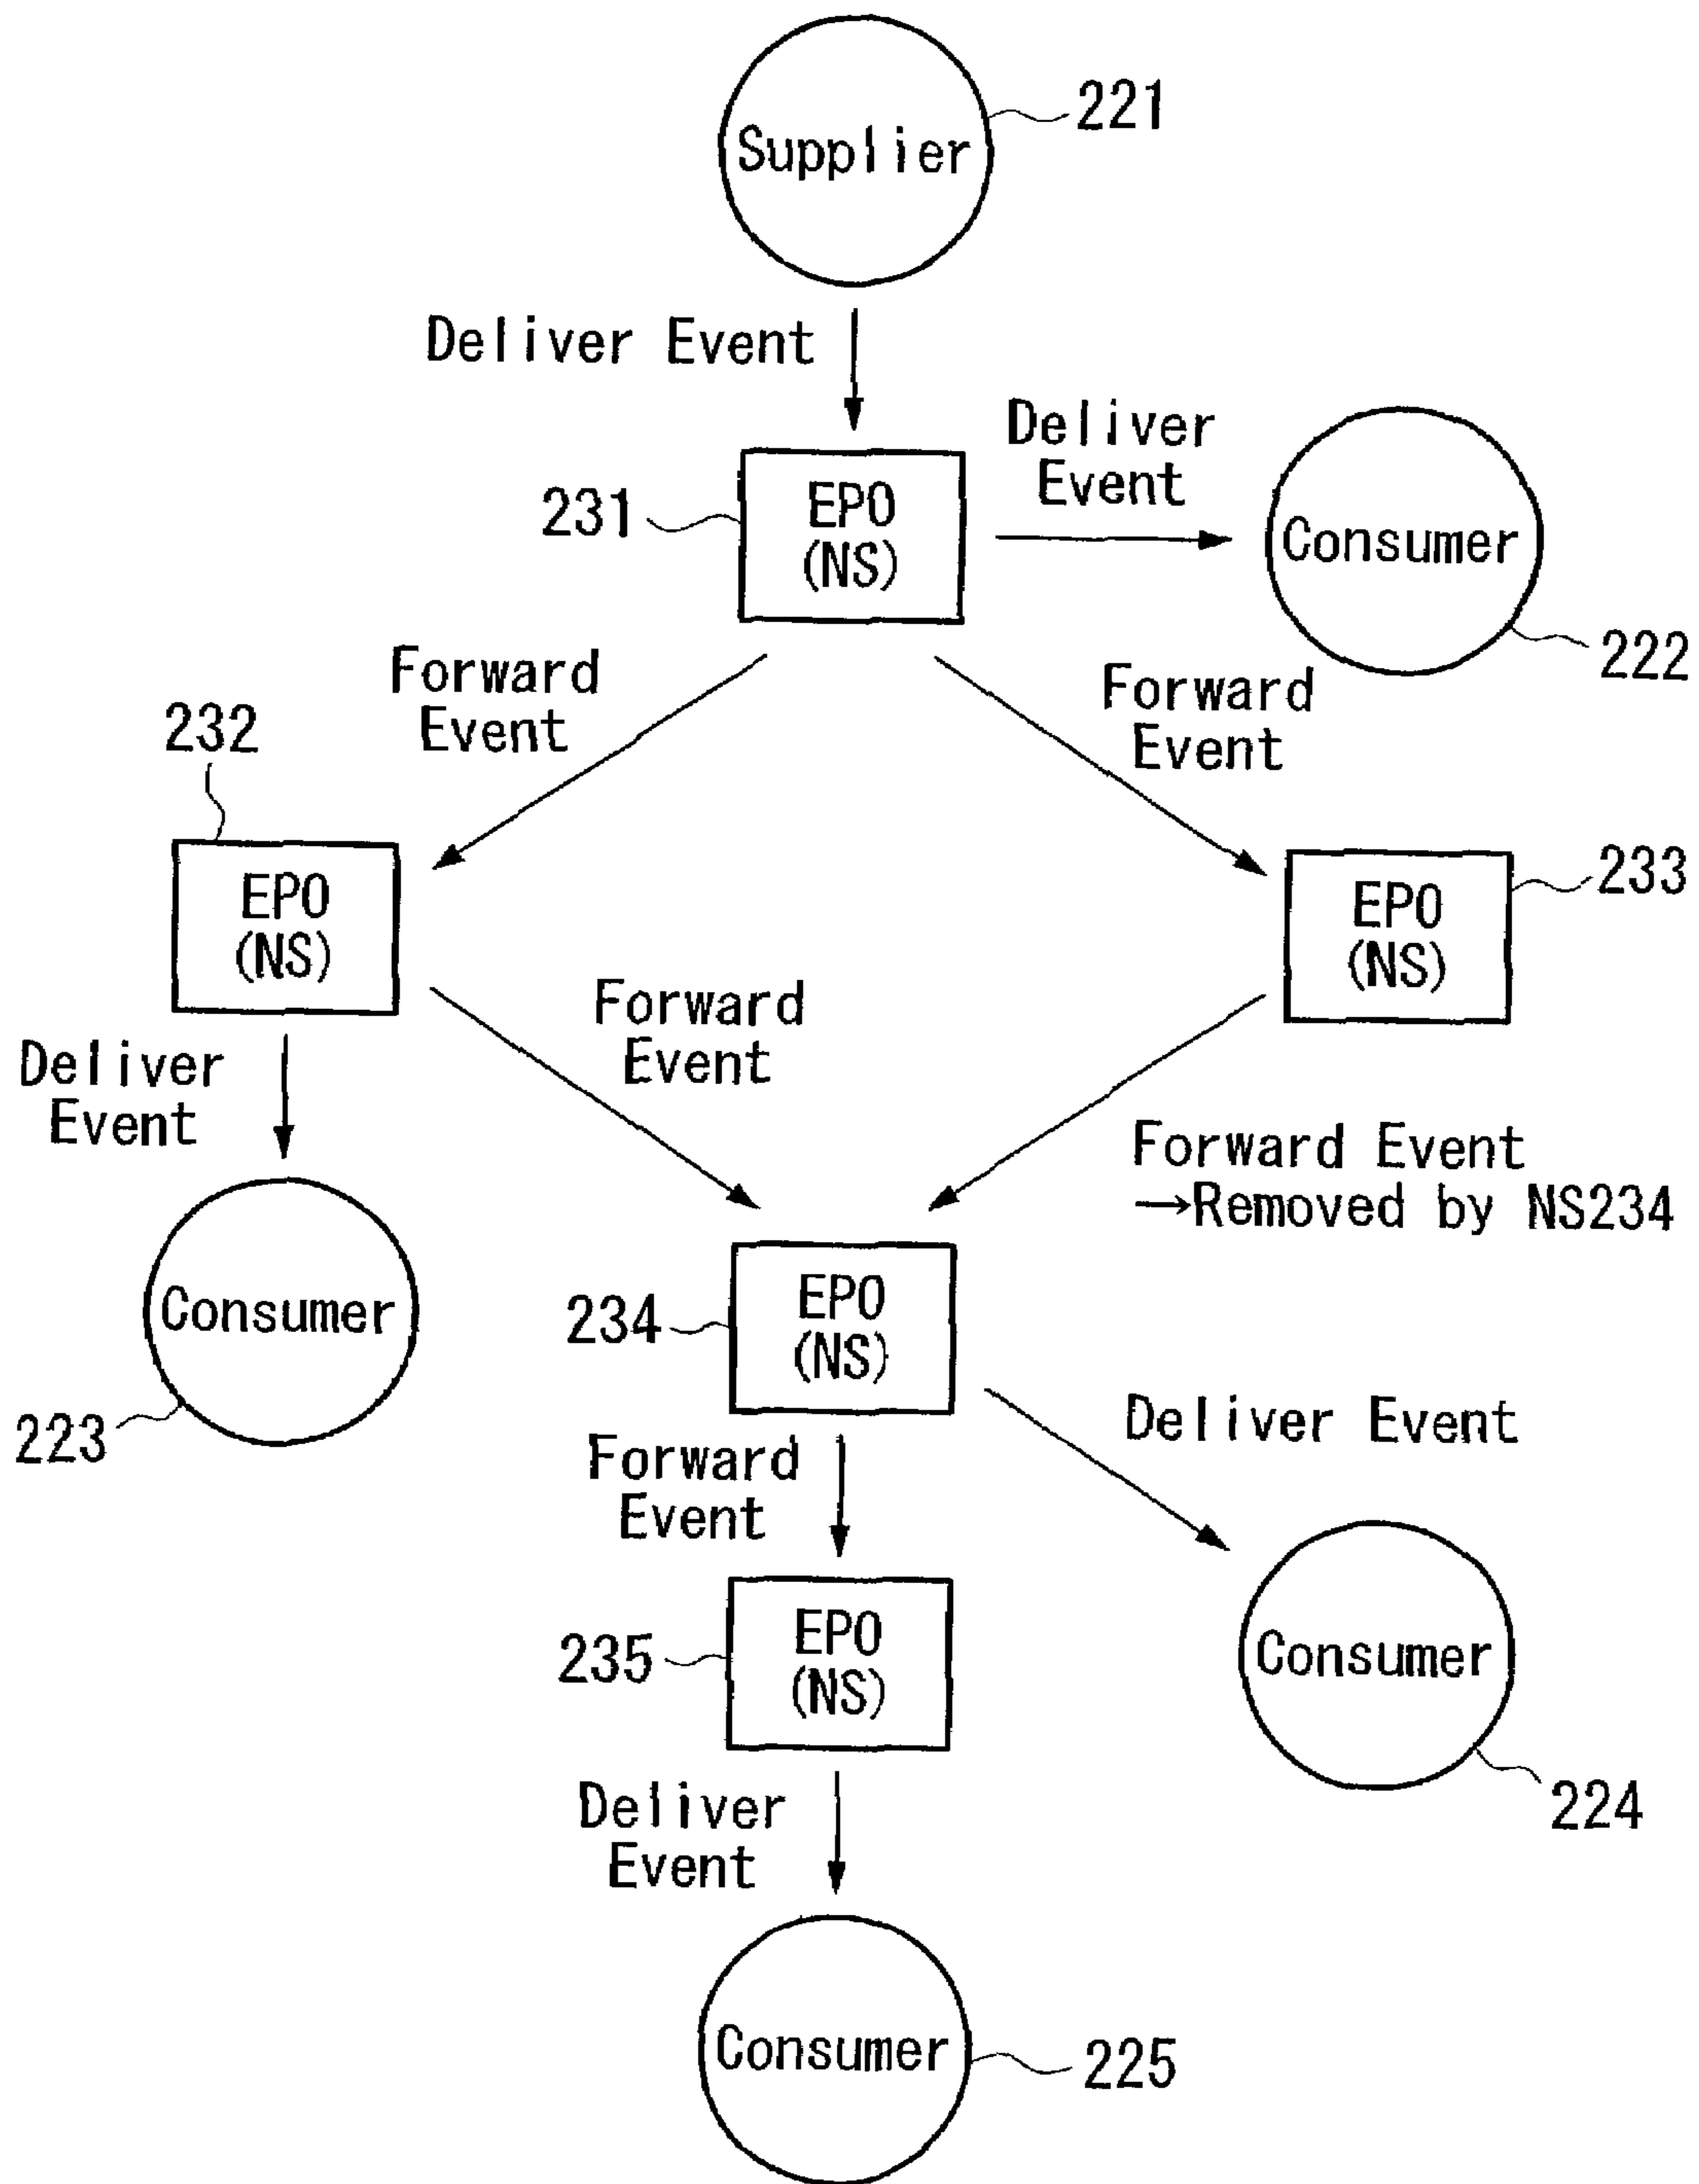 221
Supplier
Deliver Event
Deliver
Event
231
EPO
(NS)
Consumer
222
Forward
Event
Forward
Event
232
233
EPO
(NS)
EPO
(NS)
Forward
Event
Deliver
Event
Forward Event
→Removed by NS234
Consumer
223
234
EPO
(NS)
Deliver Event
Forward
Event
235
EPO
(NS)
Consumer
224
Deliver
Event
Consumer
225